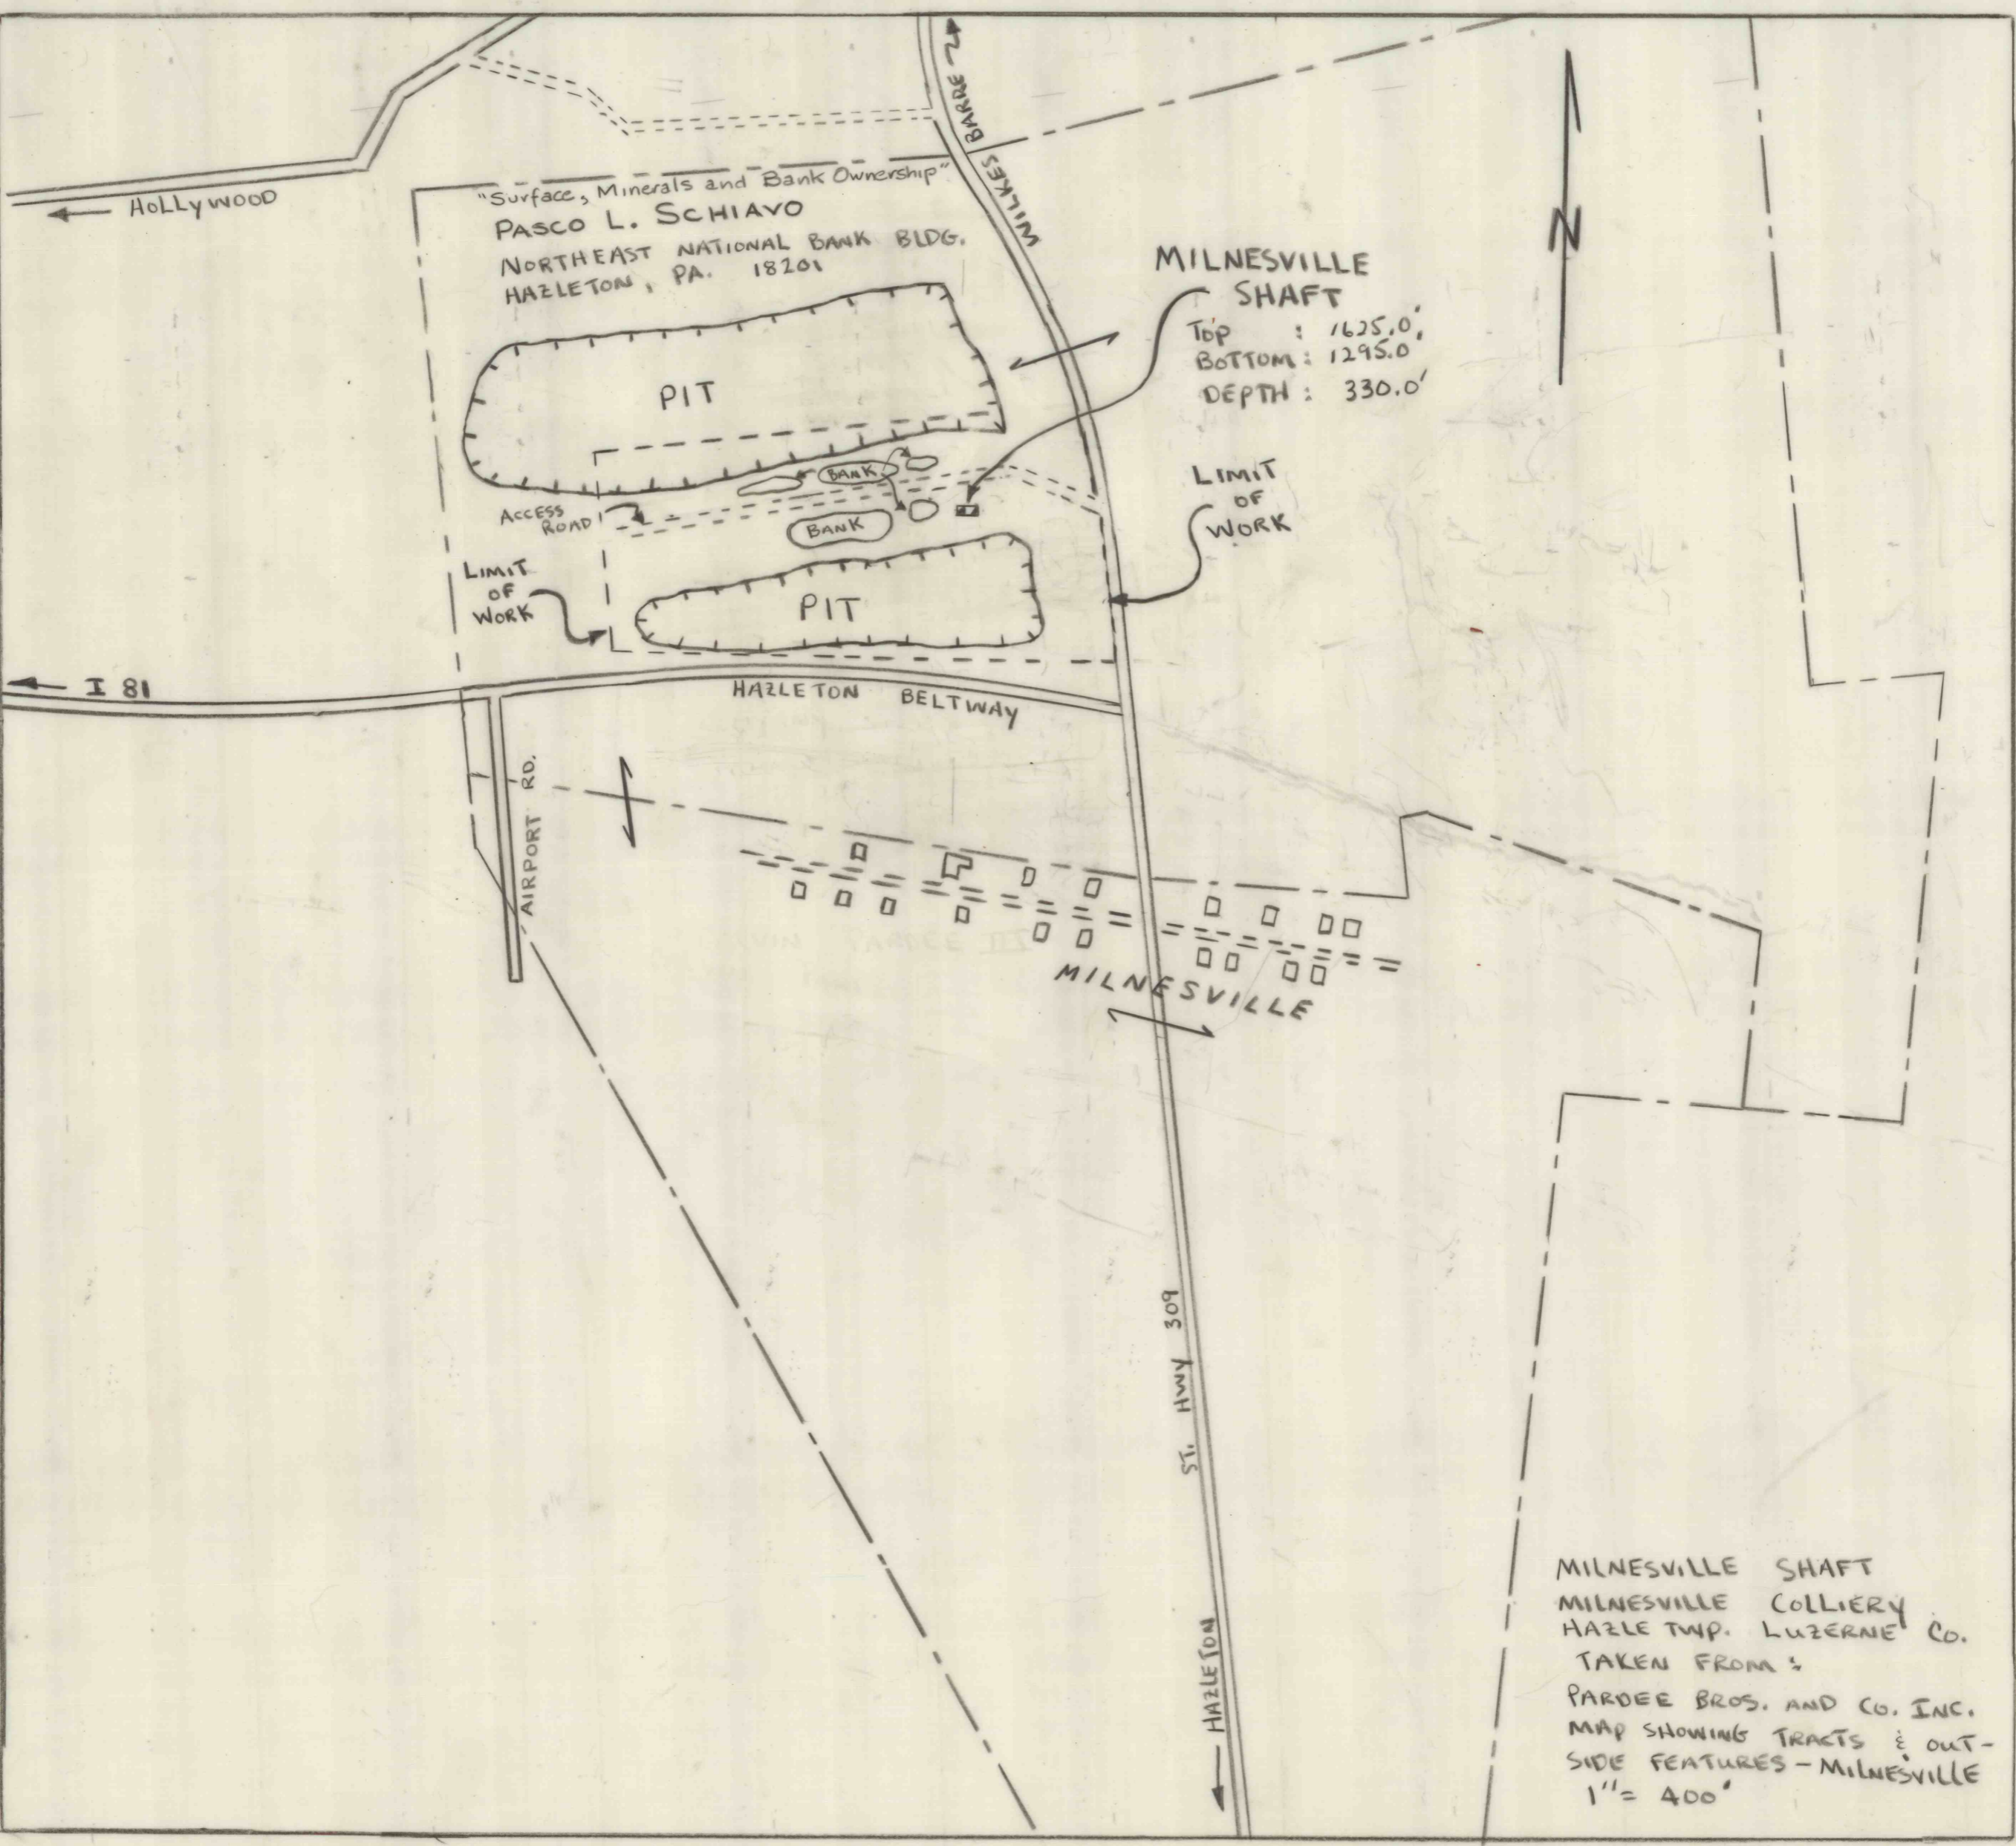 WILKES BARRE
HOLLYWOOD
"Surface, Minerals and Bank Ownership"
PASCO L. SCHIAVO
NORTHEAST NATIONAL BANK BLDG.
HAZLETON, PA. 18201
N
MILNESVILLE
SHAFT
TOP : 1625.0'
BOTTOM : 1295.0'
DEPTH : 330.0'
PIT
BANK
ACCESS
ROAD
BANK
LIMIT
OF
WORK
LIMIT
OF
WORK
PIT
I 81
HAZLETON BELTWAY
AIRPORT RD.
MILNESVILLE
ST. HWY 309
HAZLETON
MILNESVILLE SHAFT
MILNESVILLE COLLIERY
HAZLE TWP. LUZERNE CO.
TAKEN FROM :
PARDEE BROS. AND CO. INC.
MAP SHOWING TRACTS & OUT-
SIDE FEATURES - MILNESVILLE
1" = 400'